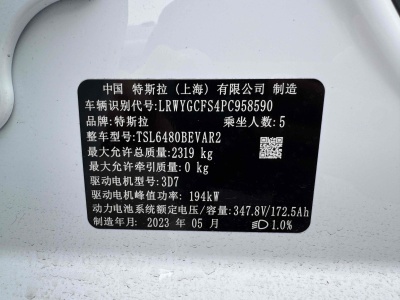 中国 特斯拉 (上海) 有限公司 制造
车辆识别代号: LRWYGCFS4PC958590
品牌: 特斯拉 乘坐人数: 5
整车型号: TSL6480BEVAR2
最大允许总质量: 2319 kg
最大允许牵引质量: 0 kg
驱动电机型号: 3D7
驱动电机峰值功率: 194kW
动力电池系统额定电压/容量: 347.8V/172.5Ah
制造年月: 2023 年 05 月 1.0%